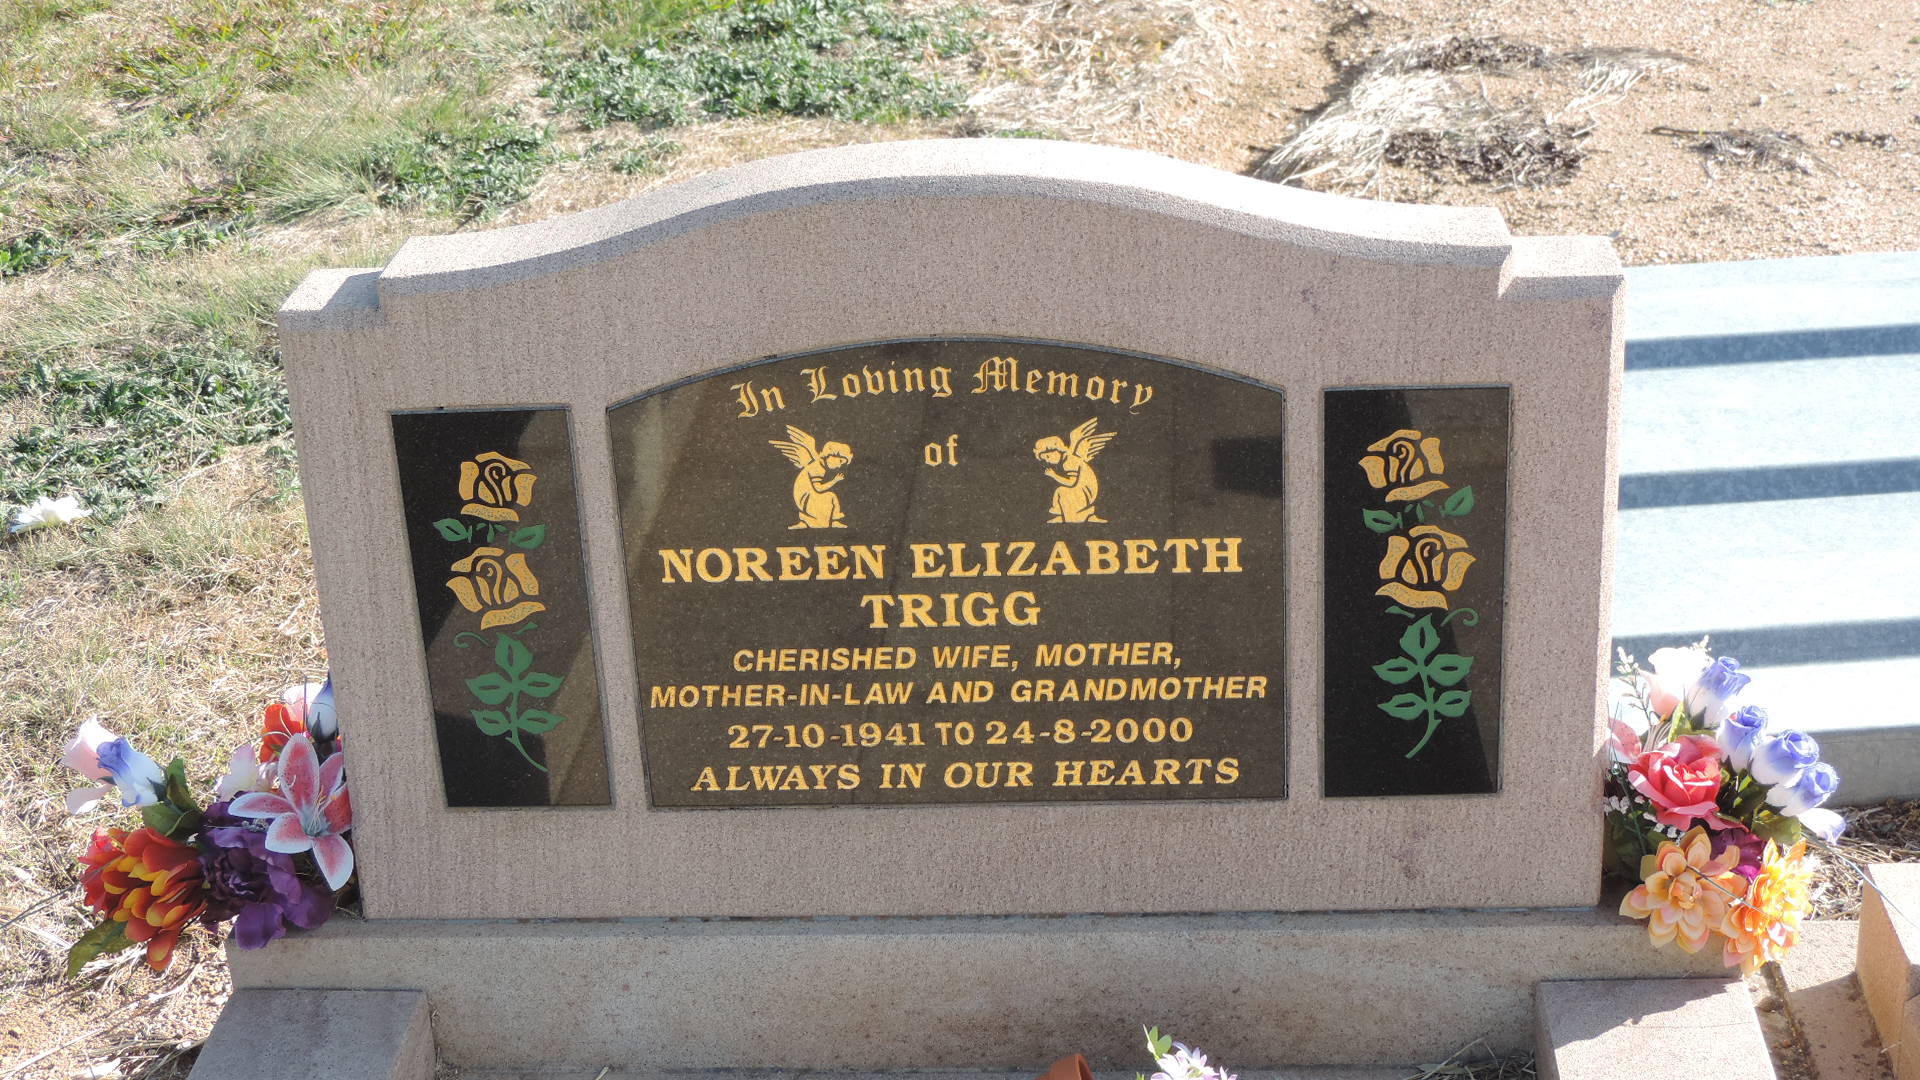 In Loving Memory
of
NOREEN ELIZABETH
TRIGG
CHERISHED WIFE, MOTHER,
MOTHER-IN-LAW AND GRANDMOTHER
27-10-1941 TO 24-8-2000
ALWAYS IN OUR HEARTS